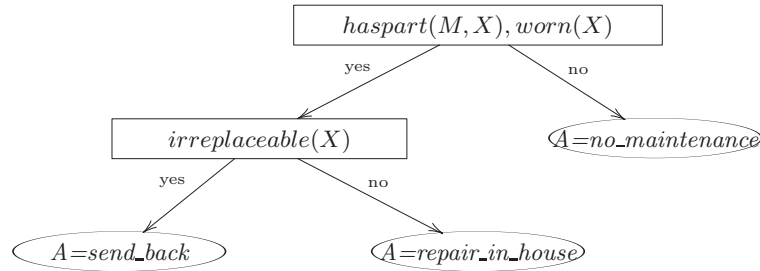 haspart(M, X), worn(X)
yes
no
irreplaceable(X)
A=no_maintenance
yes
no
A=send_back
A=repair_in_house